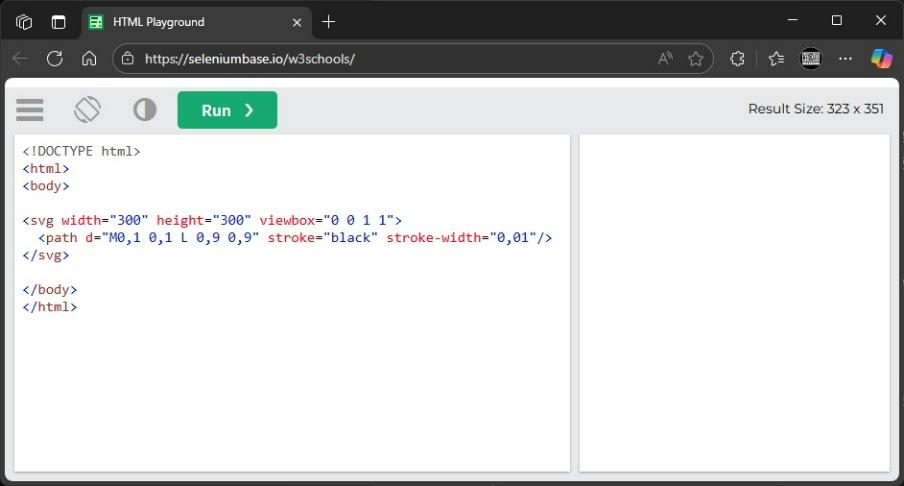 HTML Playground
https://seleniumbase.io/w3schools/
Run
Result Size: 323 x 351
<!DOCTYPE html>
<html>
<body>
<svg width="300" height="300" viewbox="0 0 1 1">
  <path d="M0,1 0,1 L 0,9 0,9" stroke="black" stroke-width="0,01"/>
</svg>
</body>
</html>